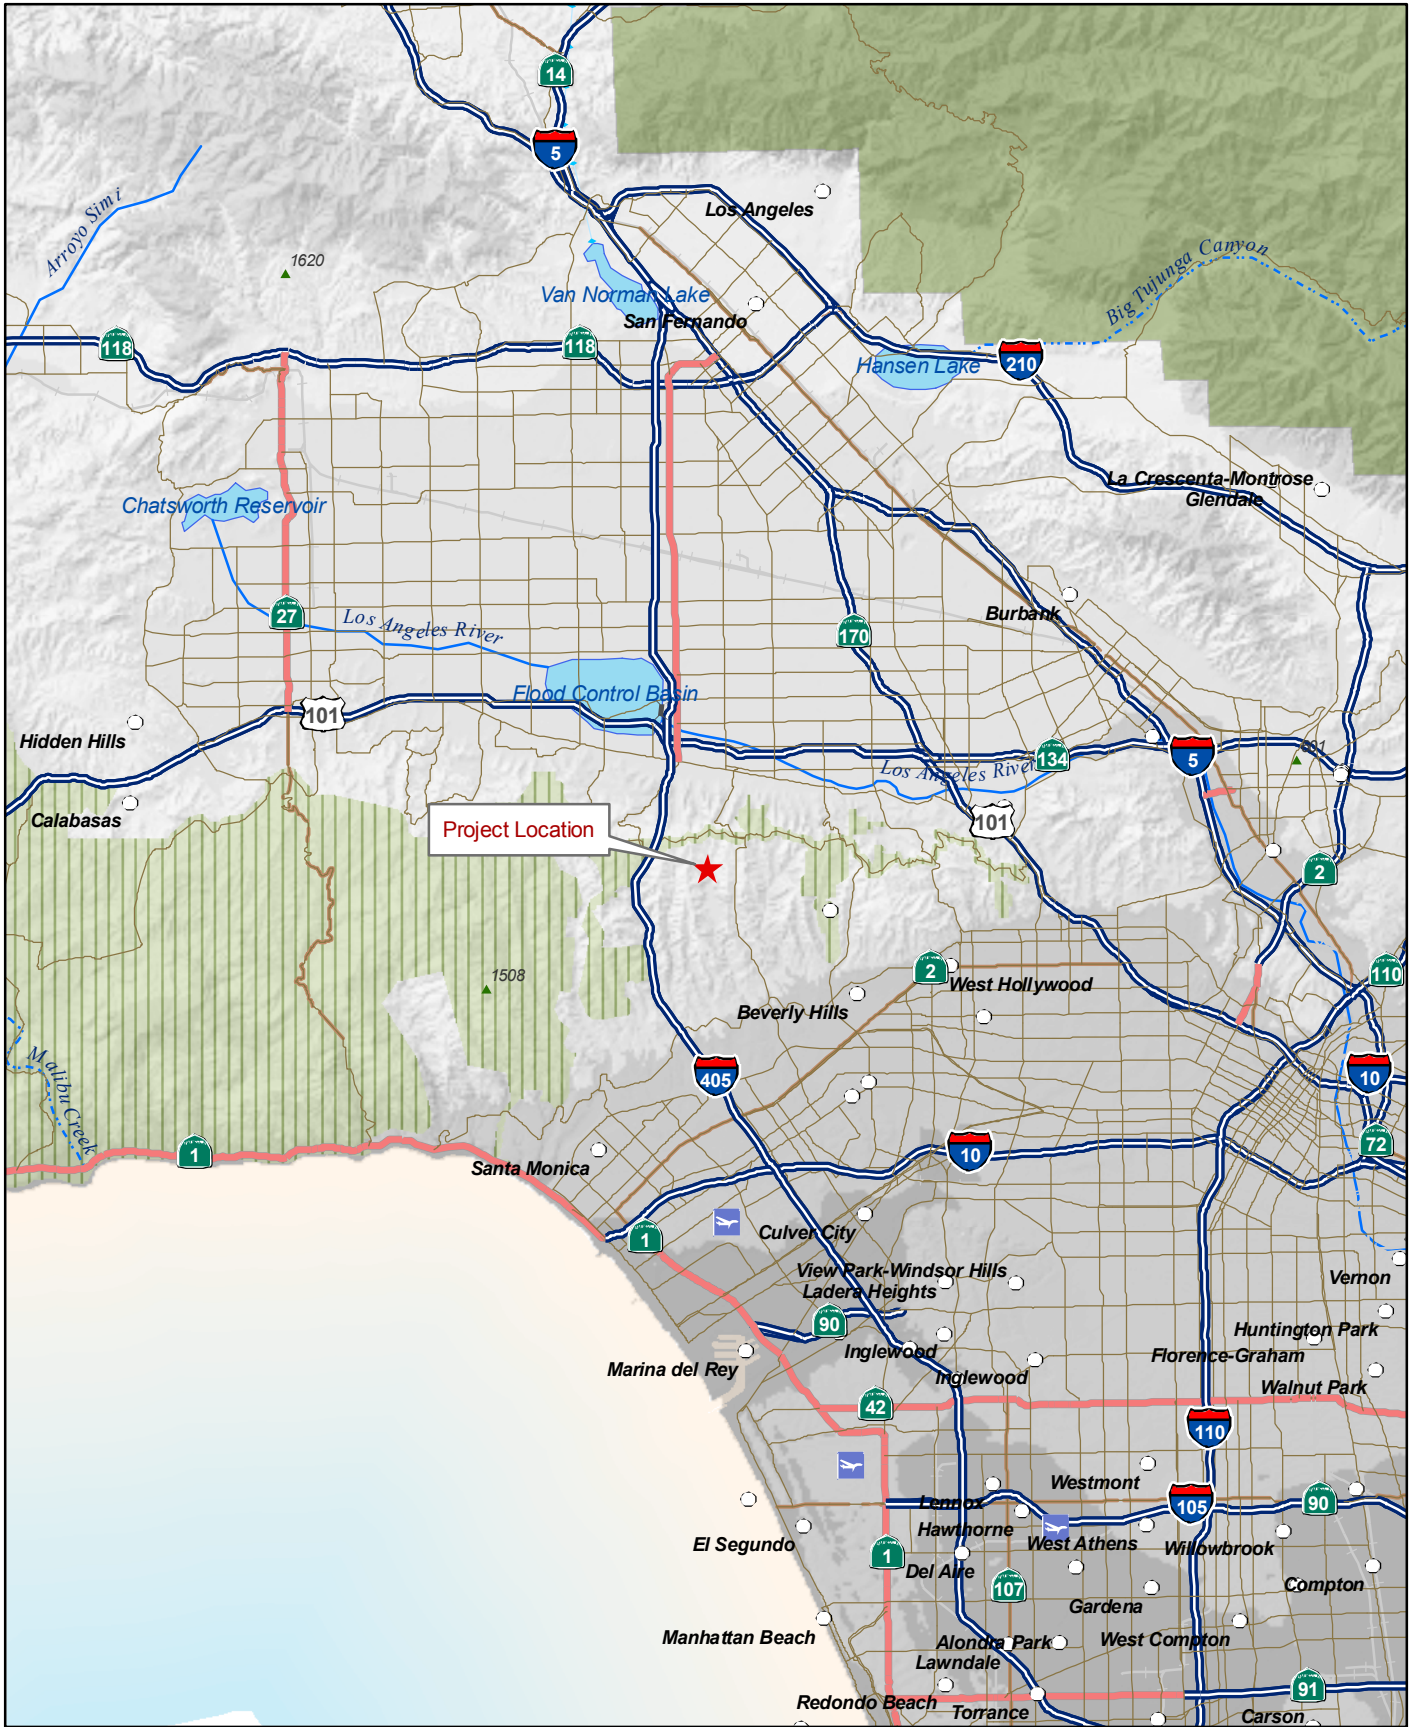 14
5
Los Angeles
Arroyo Simi
1620
Big Tujunga Canyon
Van Norman Lake
San Fernando
118
118
Hansen Lake
210
La Crescenta-Montrose
Glendale
Chatsworth Reservoir
27
Los Angeles River
170
Burbank
Flood Control Basin
101
Hidden Hills
134
5
Los Angeles River
Calabasas
Project Location
101
2
1508
2
West Hollywood
110
Beverly Hills
Malibu Creek
405
10
1
Santa Monica
10
72
1
Culver City
View Park-Windsor Hills
Ladera Heights
Vernon
90
Inglewood
Huntington Park
Florence-Graham
Marina del Rey
Inglewood
Walnut Park
42
110
Westmont
Lennox
105
90
El Segundo
Hawthorne
West Athens
Willowbrook
1
Del Aire
107
Compton
Gardena
Manhattan Beach
Alondra Park
West Compton
Lawndale
91
Redondo Beach
Torrance
Carson